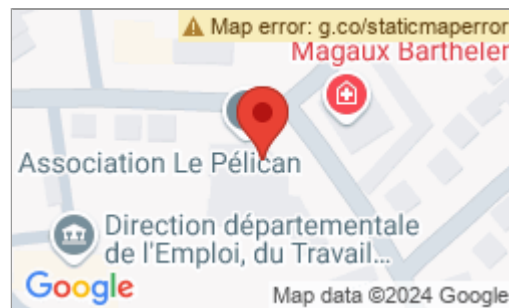 Map error: g.co/staticmaperror
Magaux Barthele
Association Le Pélican
Direction départementale
de l'Emploi, du Travail...
Google
Map data ©2024 Google